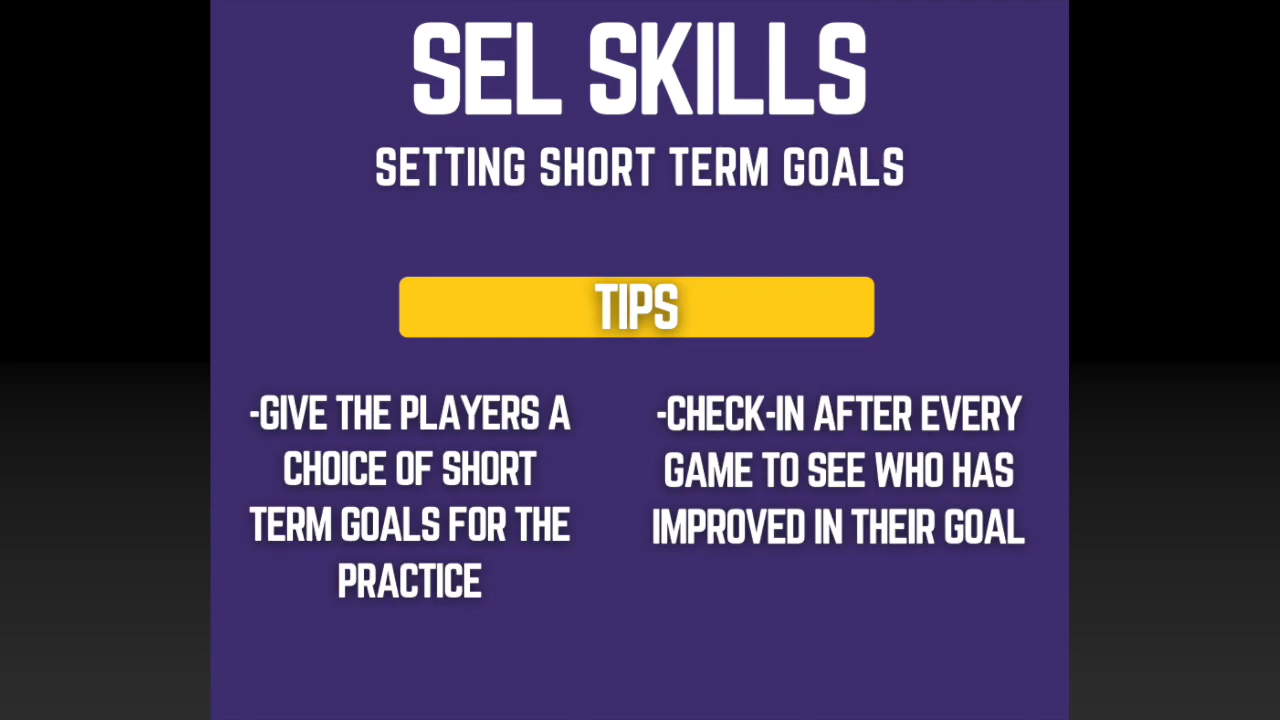 SEL SKILLS
SETTING SHORT TERM GOALS
TIPS
-GIVE THE PLAYERS A
CHOICE OF SHORT
TERM GOALS FOR THE
PRACTICE
-CHECK-IN AFTER EVERY
GAME TO SEE WHO HAS
IMPROVED IN THEIR GOAL